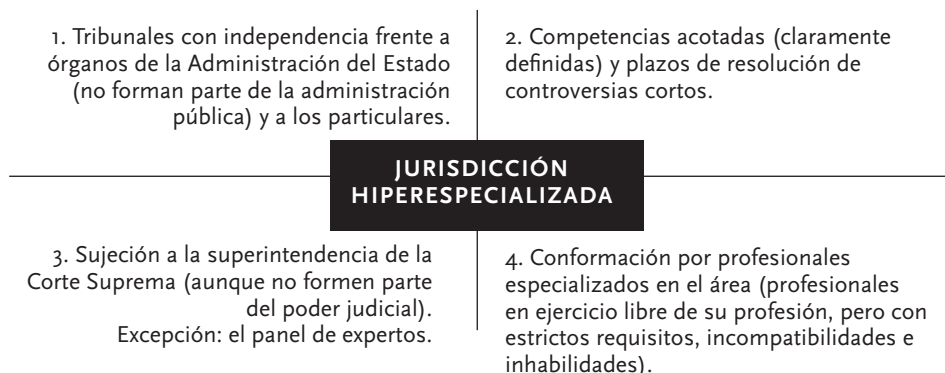 1. Tribunales con independencia frente a
órganos de la Administración del Estado
(no forman parte de la administración
pública) y a los particulares.
2. Competencias acotadas (claramente
definidas) y plazos de resolución de
controversias cortos.
JURISDICCIÓN
HIPERESPECIALIZADA
3. Sujeción a la superintendencia de la
Corte Suprema (aunque no formen parte
del poder judicial).
Excepción: el panel de expertos.
4. Conformación por profesionales
especializados en el área (profesionales
en ejercicio libre de su profesión, pero con
estrictos requisitos, incompatibilidades e
inhabilidades).